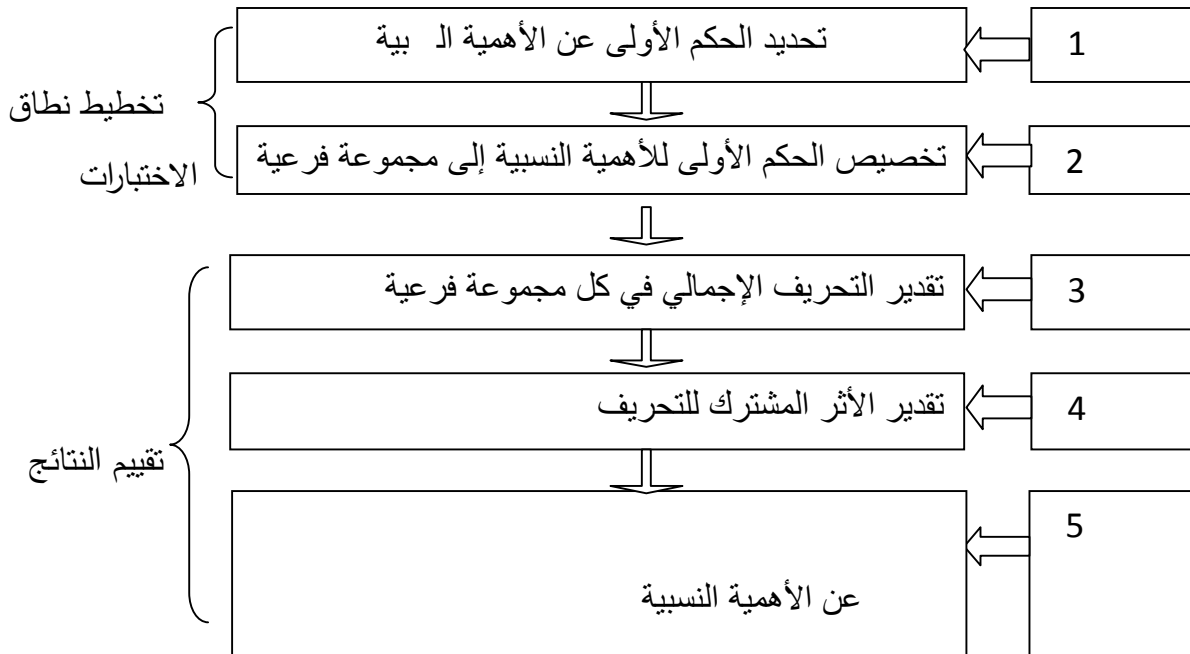 تحديد الحكم الأولى عن الأهمية الـ بية
1
تخطيط نطاق
الاختبارات
تخصيص الحكم الأولى للأهمية النسبية إلى مجموعة فرعية
2
تقدير التحريف الإجمالي في كل مجموعة فرعية
3
تقدير الأثر المشترك للتحريف
4
تقييم النتائج
5
عن الأهمية النسبية